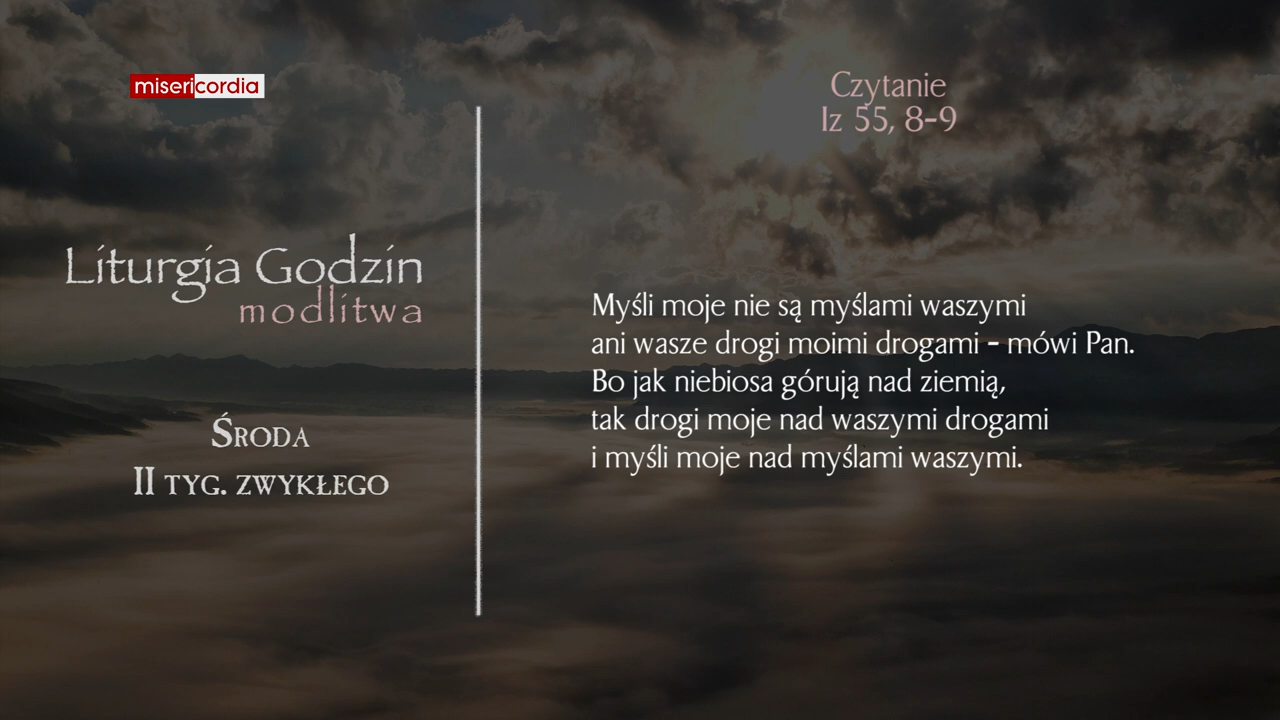 misericordia
Liturgia Godzin
modlitwa
Środa
II tyg. zwykłego
Czytanie
Iz 55, 8-9
Myśli moje nie są myślami waszymi
ani wasze drogi moimi drogami - mówi Pan.
Bo jak niebiosa górują nad ziemią,
tak drogi moje nad waszymi drogami
i myśli moje nad myślami waszymi.